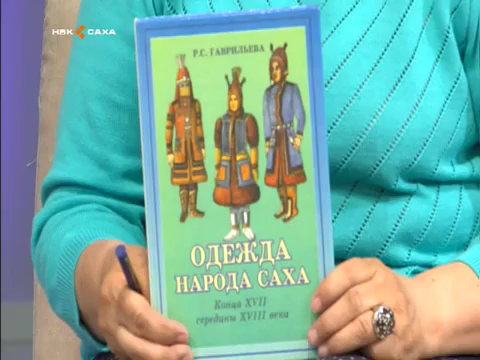 НВК САХА
Р.С. ГАВРИЛЬЕВА
ОДЕЖДА
НАРОДА САХА
Конца XVII
середины XVIII века